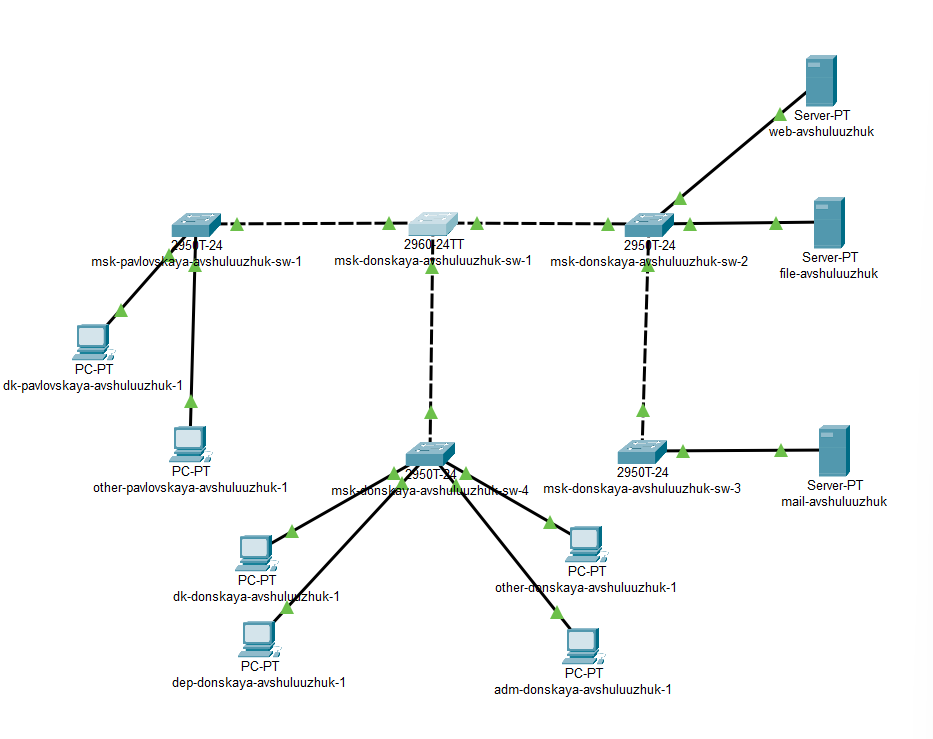 Server-PT
web-avshuluuzhuk
2950T-24
msk-pavlovskaya-avshuluuzhuk-sw-1
2960-24TT
msk-donskaya-avshuluuzhuk-sw-1
2950T-24
msk-donskaya-avshuluuzhuk-sw-2
Server-PT
file-avshuluuzhuk
PC-PT
dk-pavlovskaya-avshuluuzhuk-1
PC-PT
other-pavlovskaya-avshuluuzhuk-1
2950T-24
msk-donskaya-avshuluuzhuk-sw-4
2950T-24
msk-donskaya-avshuluuzhuk-sw-3
Server-PT
mail-avshuluuzhuk
PC-PT
dk-donskaya-avshuluuzhuk-1
PC-PT
other-donskaya-avshuluuzhuk-1
PC-PT
dep-donskaya-avshuluuzhuk-1
PC-PT
adm-donskaya-avshuluuzhuk-1